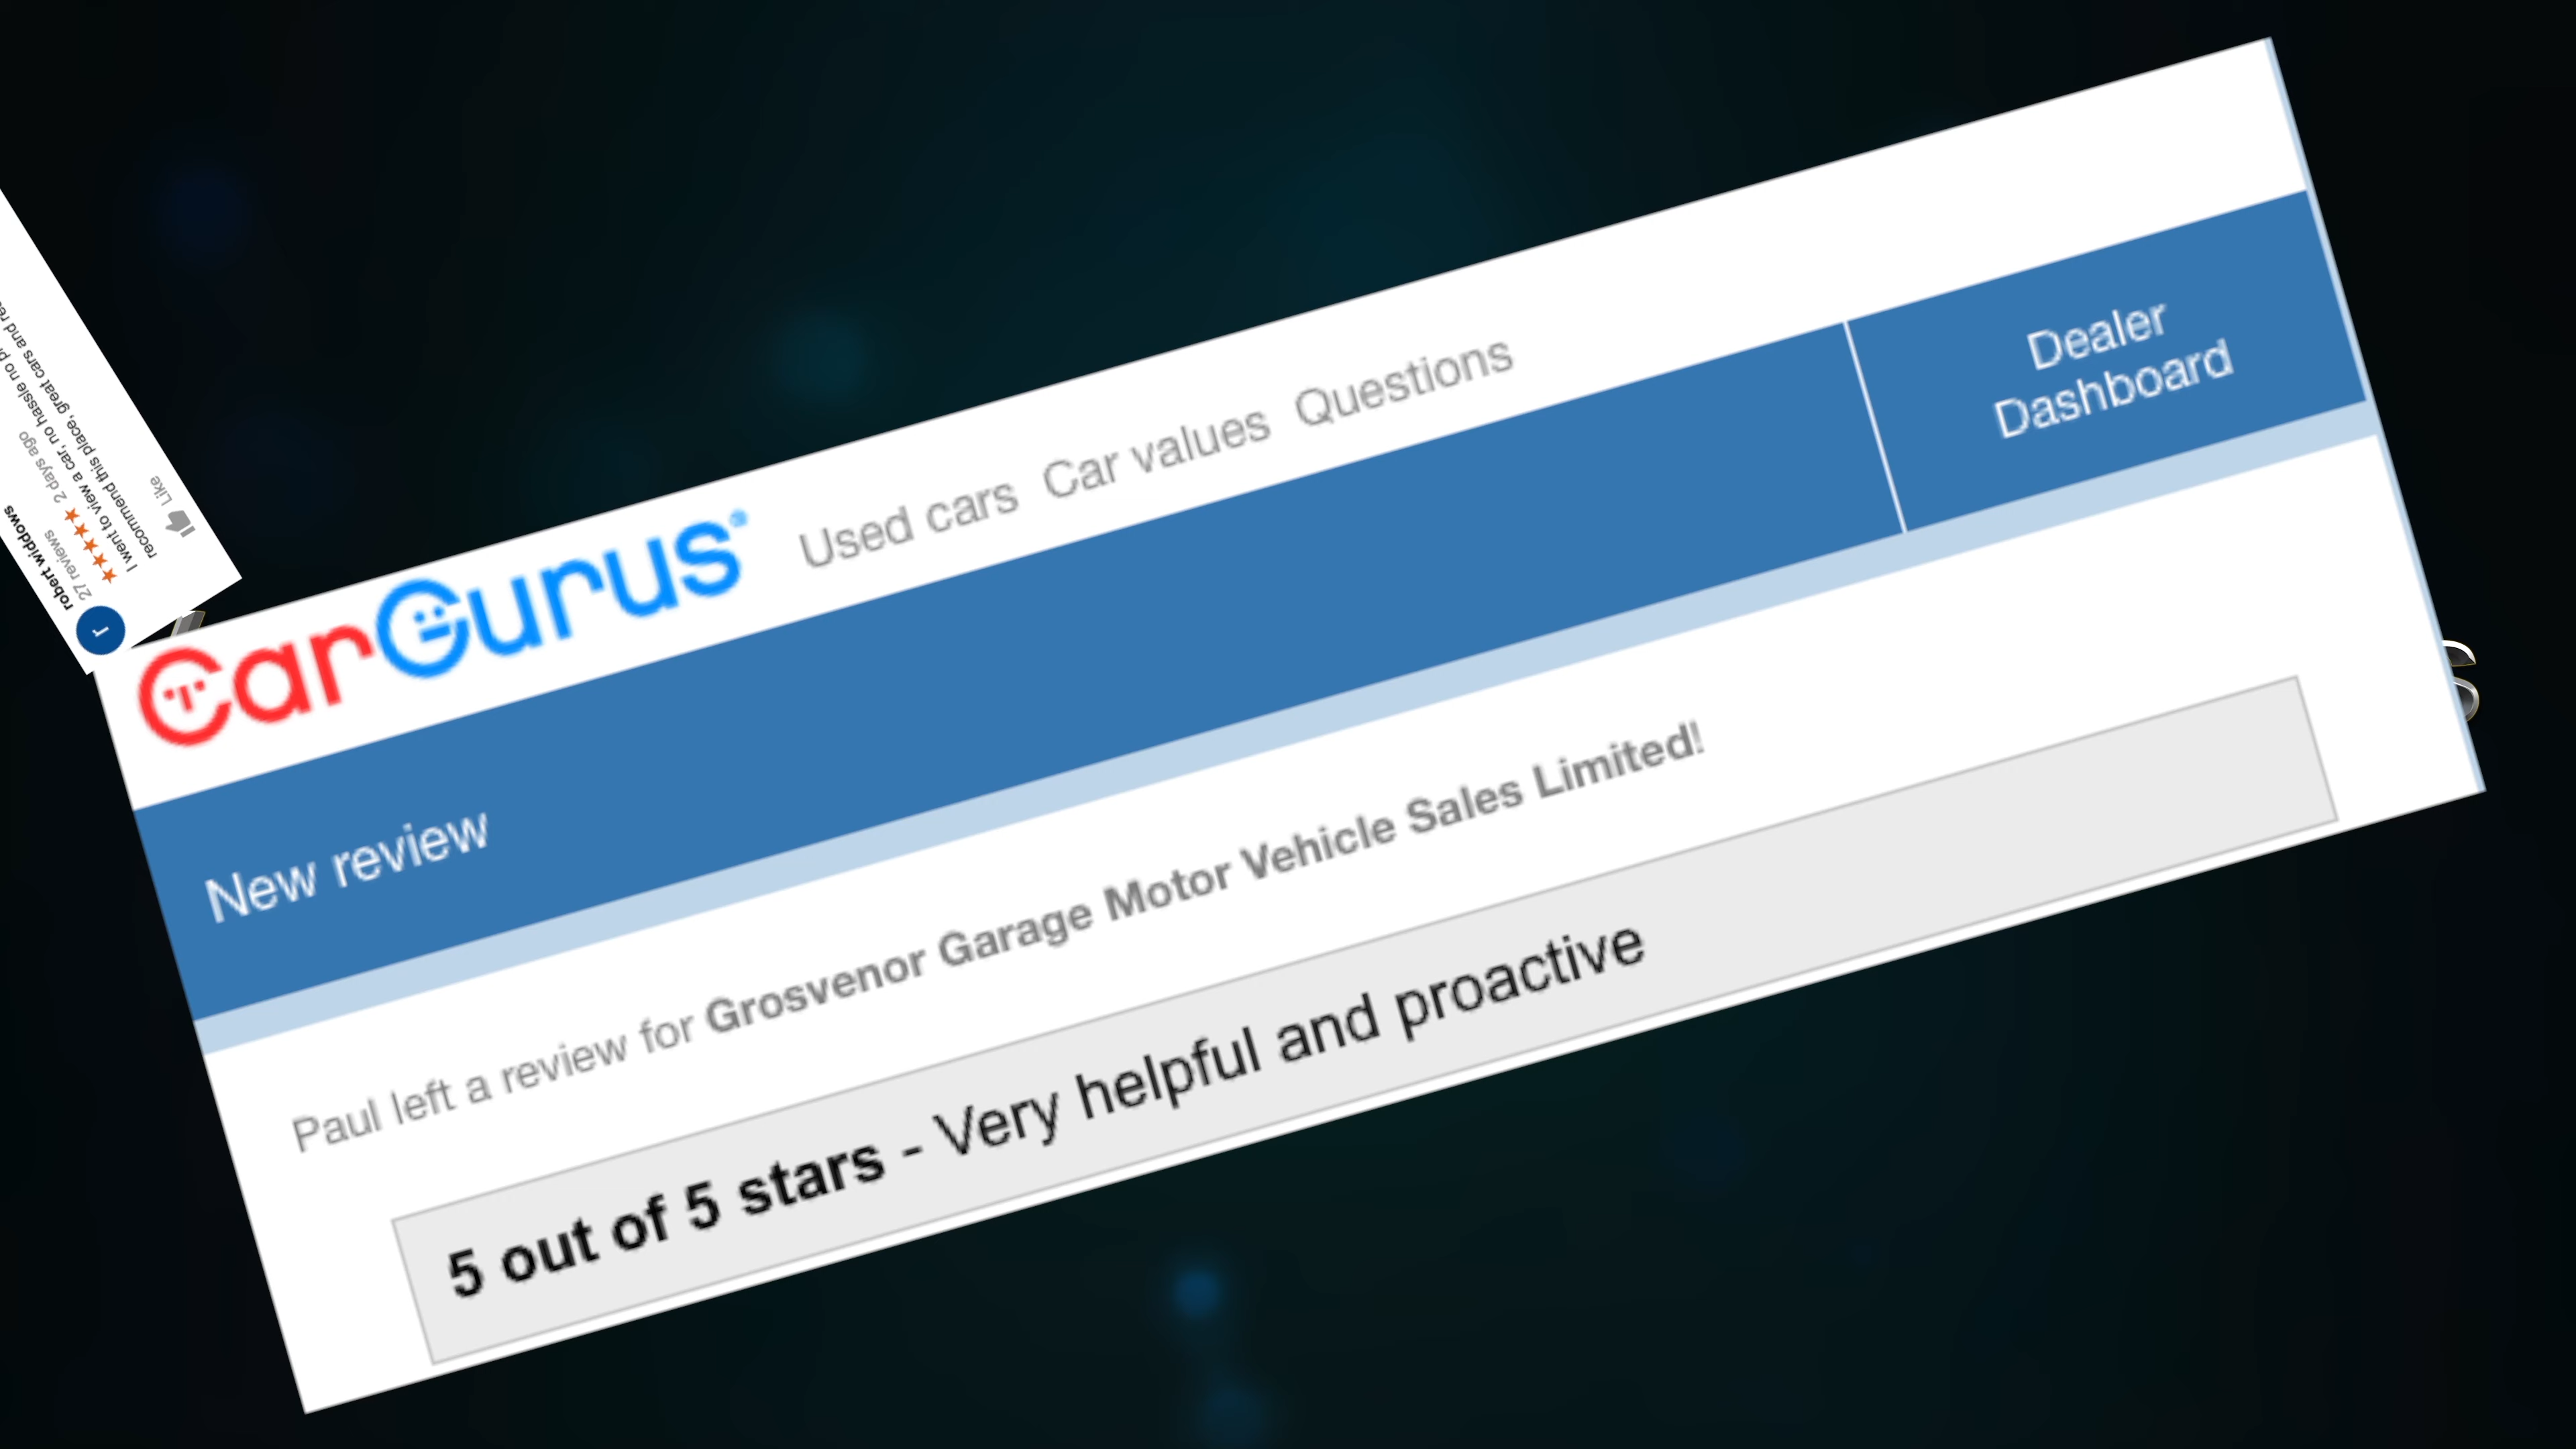 CarGurus®
Used cars Car values Questions
Dealer
Dashboard
New review
Paul left a review for Grosvenor Garage Motor Vehicle Sales Limited!
5 out of 5 stars - Very helpful and proactive
r
robert widdows
27 reviews
★★★★★ 2 days ago
I went to view a car, no hassle no
recommend this place, great cars and
Like